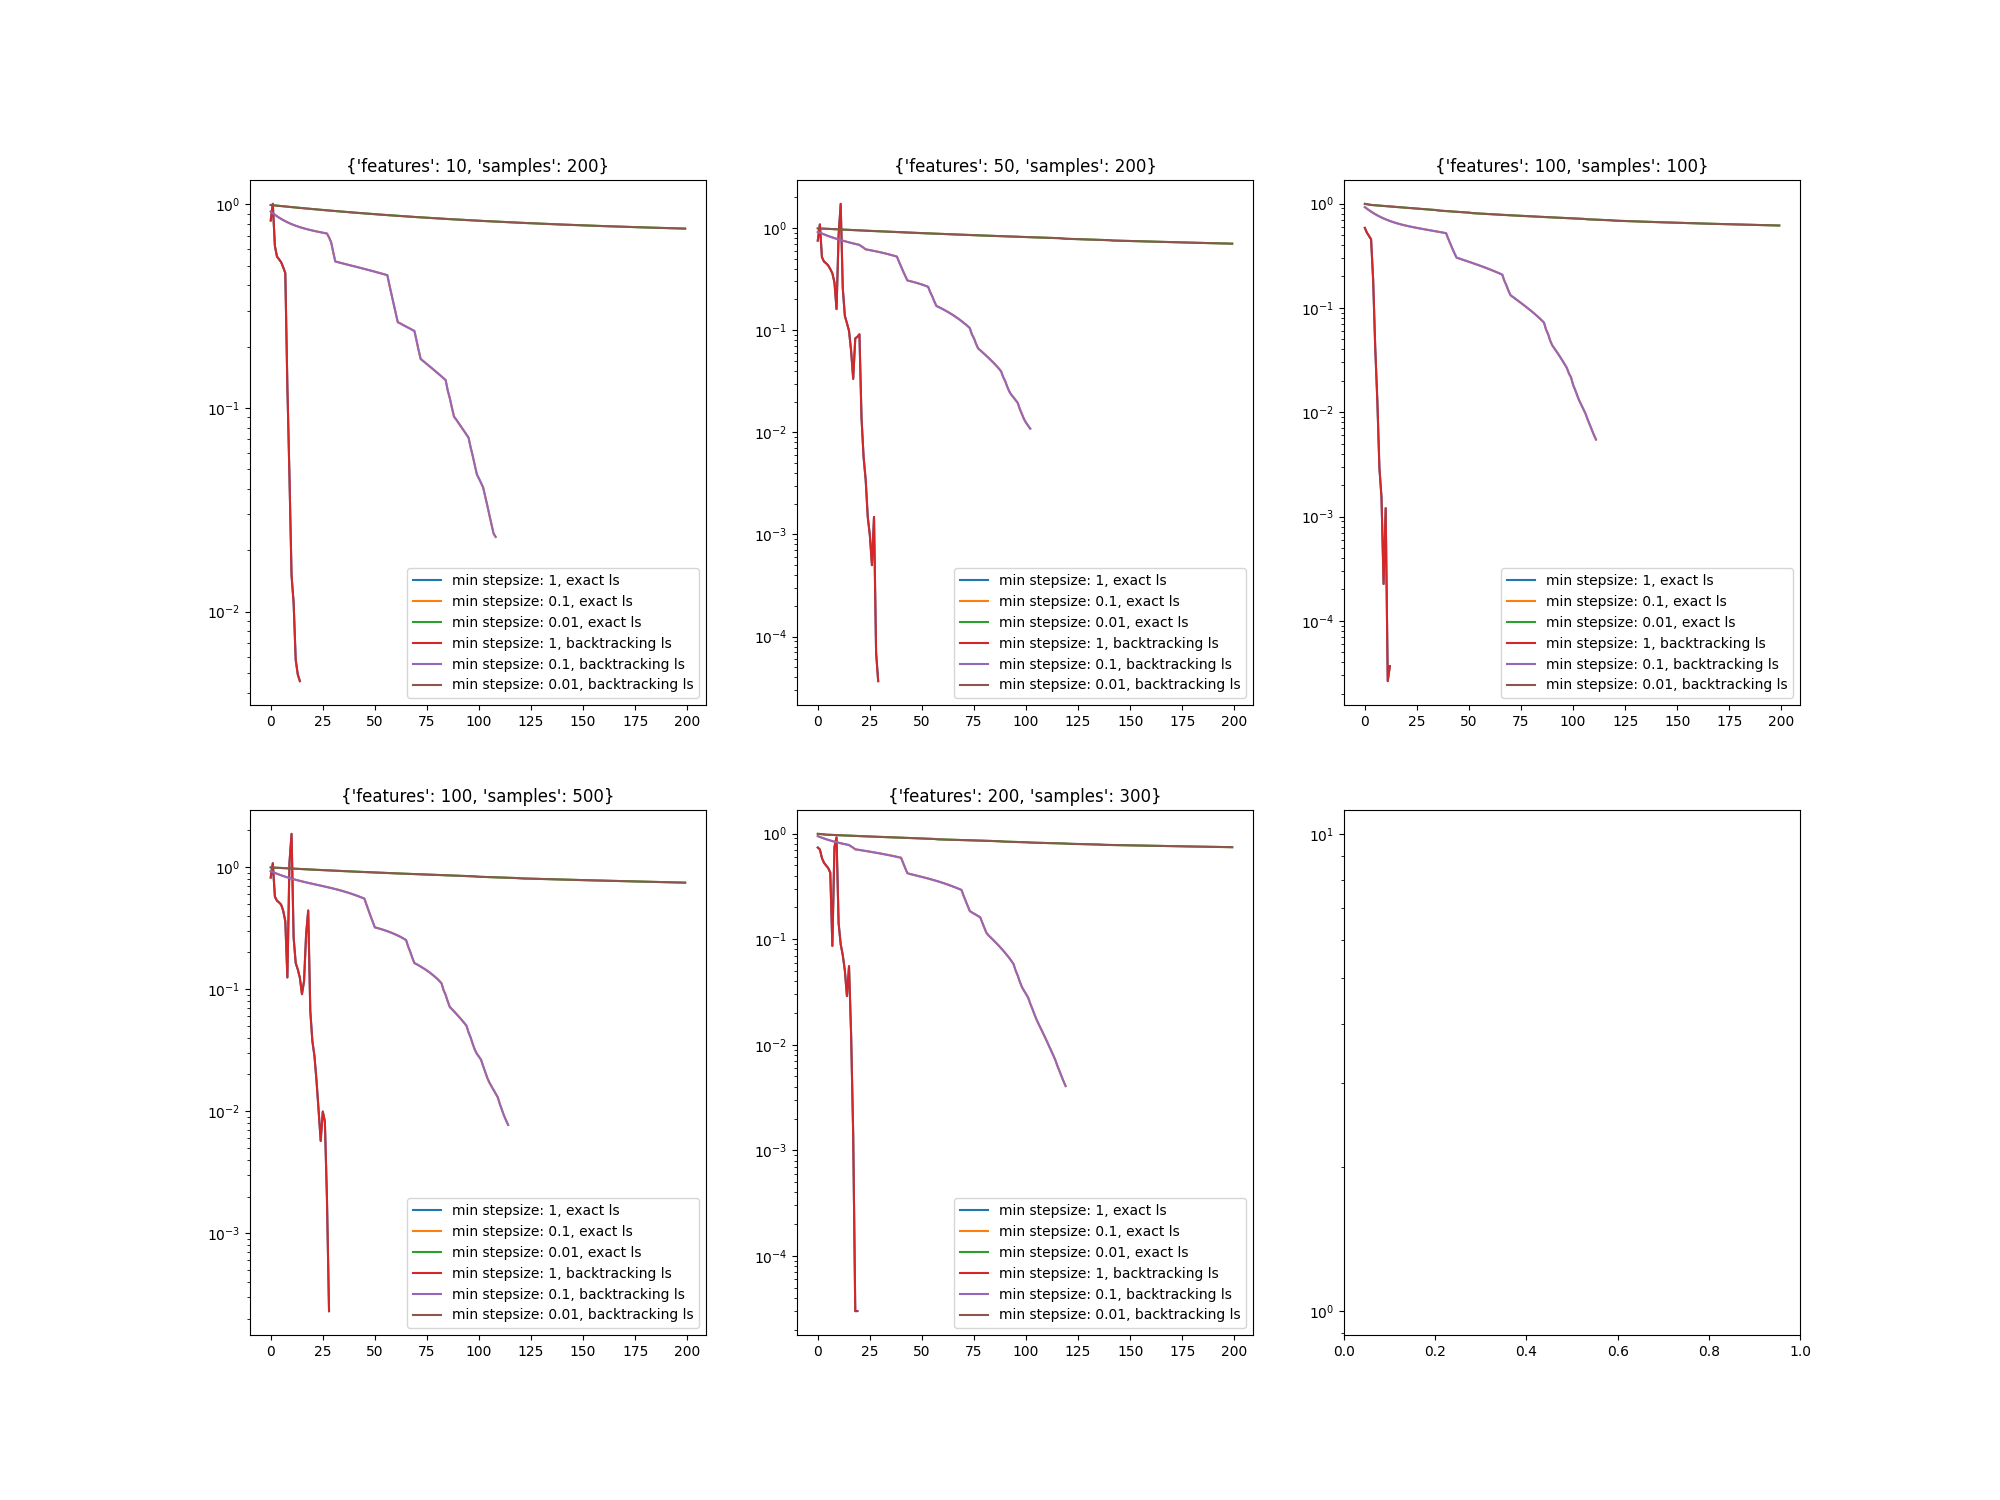 {'features': 10, 'samples': 200}
10^0
10^-1
10^-2
min stepsize: 1, exact ls
min stepsize: 0.1, exact ls
min stepsize: 0.01, exact ls
min stepsize: 1, backtracking ls
min stepsize: 0.1, backtracking ls
min stepsize: 0.01, backtracking ls
0 25 50 75 100 125 150 175 200
{'features': 50, 'samples': 200}
10^0
10^-1
10^-2
10^-3
10^-4
min stepsize: 1, exact ls
min stepsize: 0.1, exact ls
min stepsize: 0.01, exact ls
min stepsize: 1, backtracking ls
min stepsize: 0.1, backtracking ls
min stepsize: 0.01, backtracking ls
0 25 50 75 100 125 150 175 200
{'features': 100, 'samples': 100}
10^0
10^-1
10^-2
10^-3
10^-4
min stepsize: 1, exact ls
min stepsize: 0.1, exact ls
min stepsize: 0.01, exact ls
min stepsize: 1, backtracking ls
min stepsize: 0.1, backtracking ls
min stepsize: 0.01, backtracking ls
0 25 50 75 100 125 150 175 200
{'features': 100, 'samples': 500}
10^0
10^-1
10^-2
10^-3
min stepsize: 1, exact ls
min stepsize: 0.1, exact ls
min stepsize: 0.01, exact ls
min stepsize: 1, backtracking ls
min stepsize: 0.1, backtracking ls
min stepsize: 0.01, backtracking ls
0 25 50 75 100 125 150 175 200
{'features': 200, 'samples': 300}
10^0
10^-1
10^-2
10^-3
10^-4
min stepsize: 1, exact ls
min stepsize: 0.1, exact ls
min stepsize: 0.01, exact ls
min stepsize: 1, backtracking ls
min stepsize: 0.1, backtracking ls
min stepsize: 0.01, backtracking ls
0 25 50 75 100 125 150 175 200
10^1
10^0
0.0 0.2 0.4 0.6 0.8 1.0